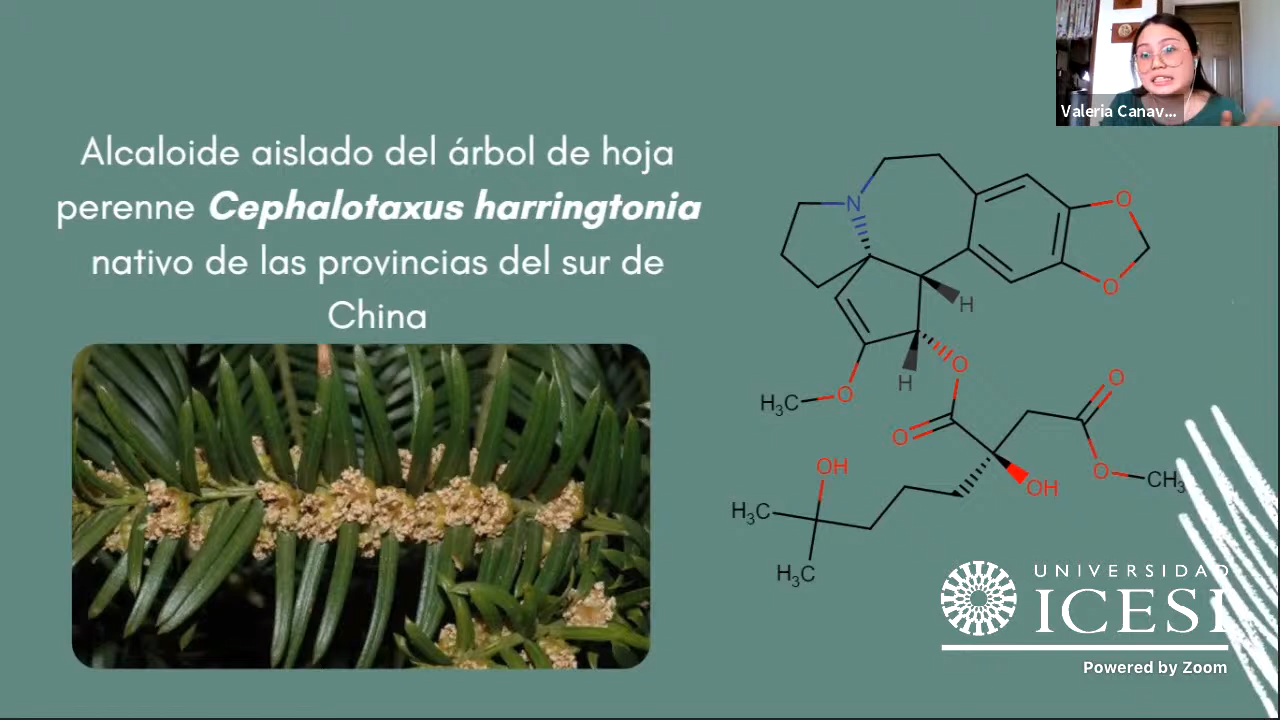 Valeria Canav...
Alcaloide aislado del árbol de hoja
perenne Cephalotaxus harringtonia
nativo de las provincias del sur de
China
N
O
O
H
H
O
H₃C
O
O
O
OH
OH
O
CH₃
H₃C
H₃C
UNIVERSIDAD
ICESI
Powered by Zoom